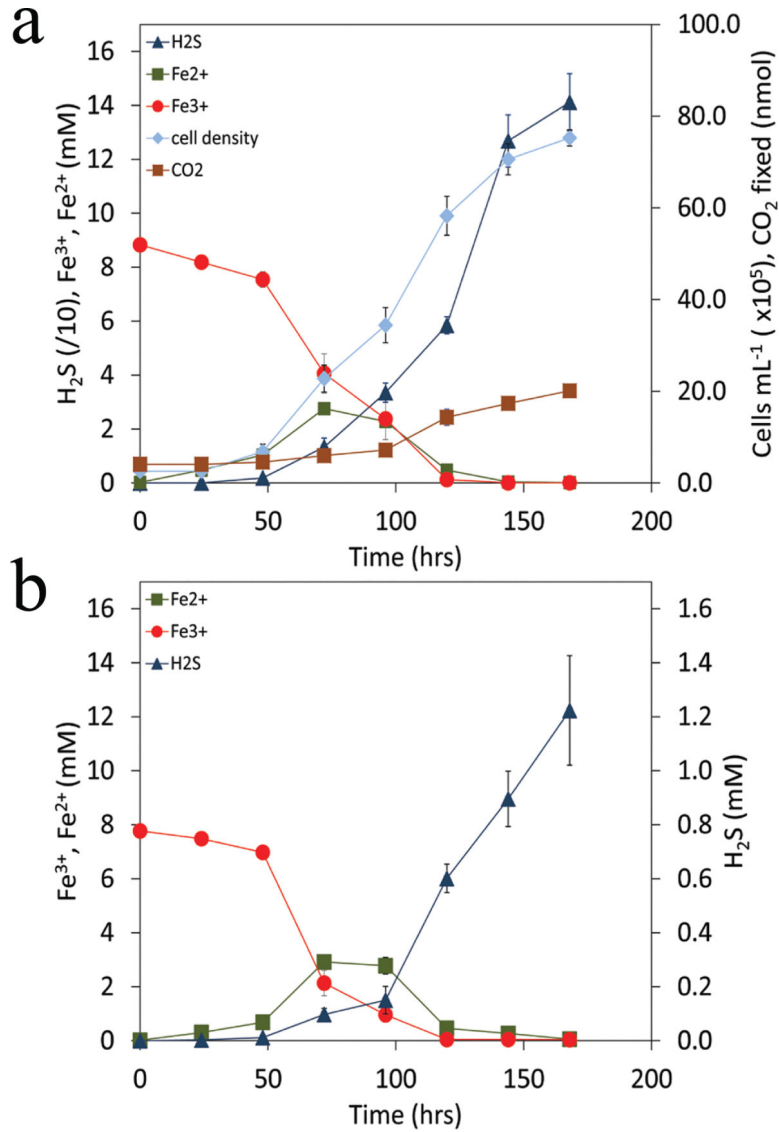 a
H2S
Fe2+
Fe3+
cell density
CO2
16
14
12
10
8
6
4
2
0
H₂S (/10), Fe³⁺, Fe²⁺ (mM)
100.0
80.0
60.0
40.0
20.0
0.0
Cells mL⁻¹ ( x10⁵), CO₂ fixed (nmol)
0 50 100 150 200
Time (hrs)
b
Fe2+
Fe3+
H2S
16
14
12
10
8
6
4
2
0
Fe³⁺, Fe²⁺ (mM)
1.6
1.4
1.2
1.0
0.8
0.6
0.4
0.2
0.0
H₂S (mM)
0 50 100 150 200
Time (hrs)